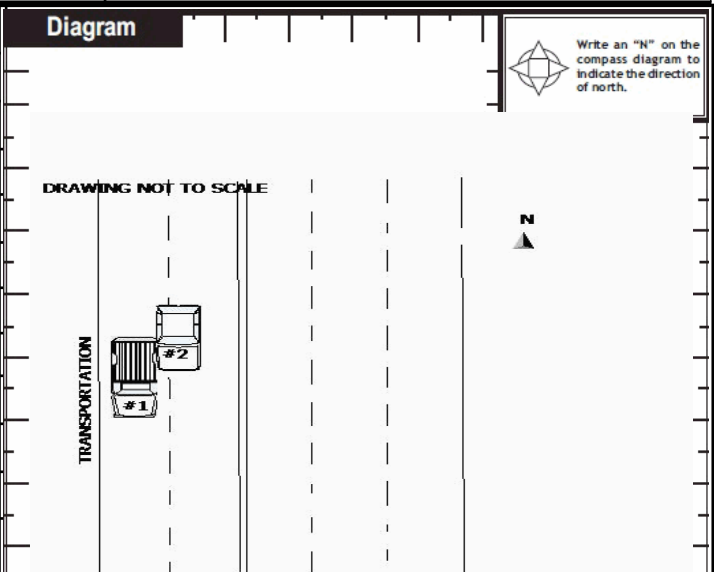 Diagram
Write an “N” on the
compass diagram to
indicate the direction
of north.
DRAWING NOT TO SCALE
N
TRANSPORTATION
#2
#1